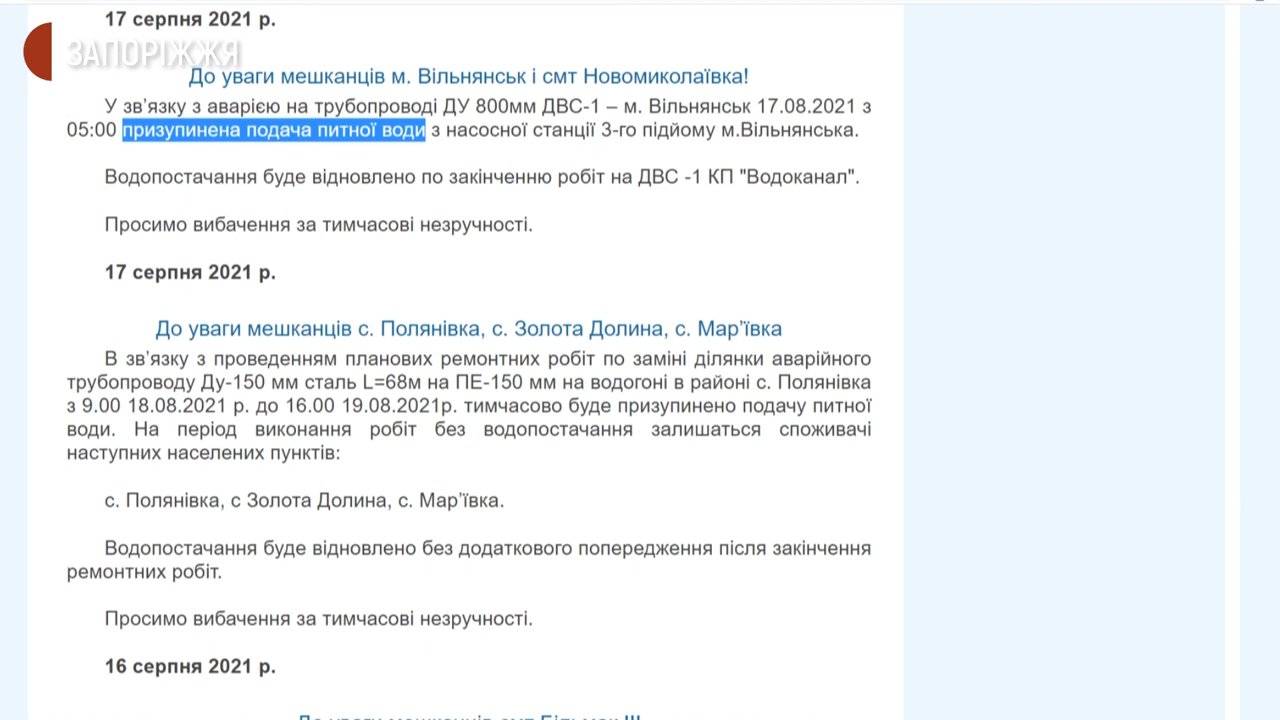 17 серпня 2021 р.
ЗАПОРІЖЖЯ
До уваги мешканців м. Вільнянськ і смт Новомиколаївка!
У зв’язку з аварією на трубопроводі ДУ 800мм ДВС-1 – м. Вільнянськ 17.08.2021 з
05:00 призупинена подача питної води з насосної станції 3-го підйому м.Вільнянська.
Водопостачання буде відновлено по закінченню робіт на ДВС -1 КП "Водоканал".
Просимо вибачення за тимчасові незручності.
17 серпня 2021 р.
До уваги мешканців с. Полянівка, с. Золота Долина, с. Мар’ївка
В зв’язку з проведенням планових ремонтних робіт по заміні ділянки аварійного
трубопроводу Ду-150 мм сталь L=68м на ПЕ-150 мм на водогоні в районі с. Полянівка
з 9.00 18.08.2021 р. до 16.00 19.08.2021р. тимчасово буде призупинено подачу питної
води. На період виконання робіт без водопостачання залишаться споживачі
наступних населених пунктів:
с. Полянівка, с Золота Долина, с. Мар’ївка.
Водопостачання буде відновлено без додаткового попередження після закінчення
ремонтних робіт.
Просимо вибачення за тимчасові незручності.
16 серпня 2021 р.
До уваги мешканців смт Більмак !!!